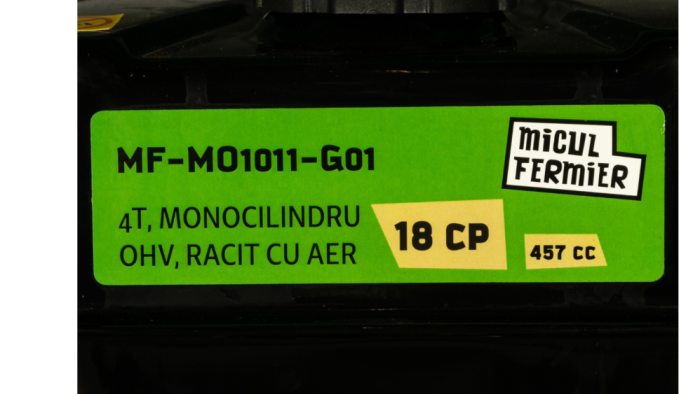 MF-MO1011-G01
MiCUL
FERMiER
4T, MONOCILINDRU
OHV, RACIT CU AER
18 CP
457 CC